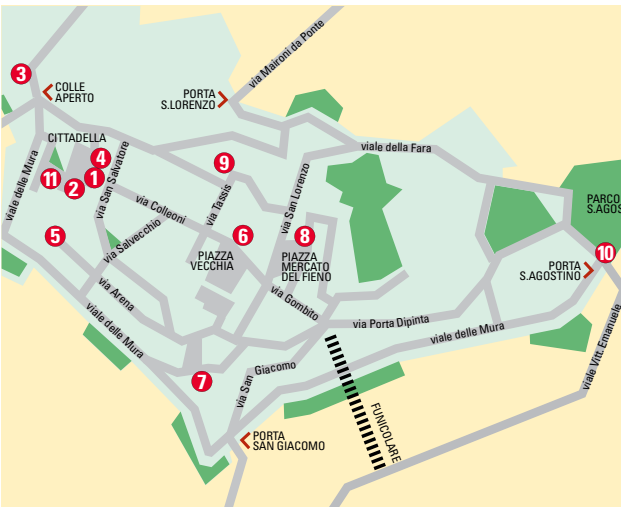 via Maironi da Ponte
3
COLLE
APERTO
PORTA
S.LORENZO
CITTADELLA
viale della Fara
4
9
1
11
2
viale delle Mura
via San Salvatore
via Tassis
via San Lorenzo
PARCO
S.AGOS
via Colleoni
5
via Salvecchio
6
8
PIAZZA
VECCHIA
PIAZZA
MERCATO
DEL FIENO
10
PORTA
S.AGOSTINO
via Arena
via Gombito
via Porta Dipinta
viale delle Mura
viale delle Mura
viale Vitt. Emanuele
7
via San Giacomo
FUNICOLARE
PORTA
SAN GIACOMO